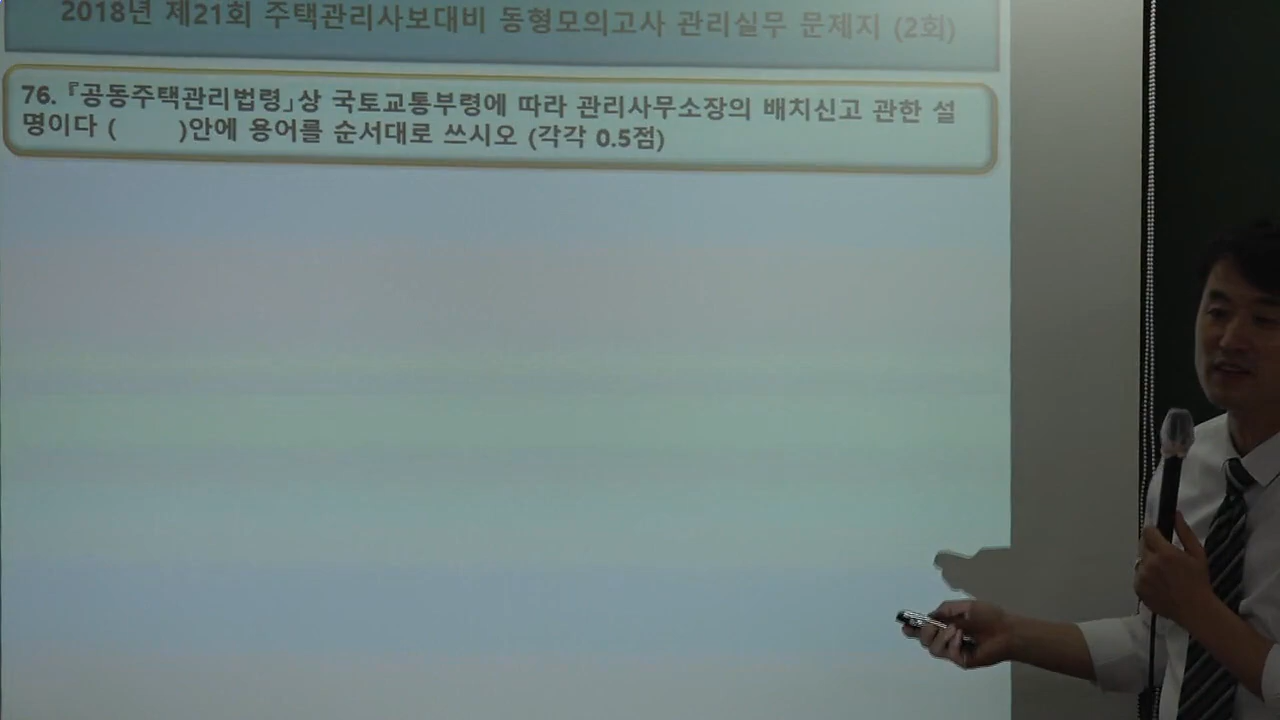 2018년 제21회 주택관리사보대비 동형모의고사 관리실무 문제지 (2회)
76. 『공동주택관리법령」상 국토교통부령에 따라 관리사무소장의 배치신고 관한 설
명이다 (        )안에 용어를 순서대로 쓰시오 (각각 0.5점)